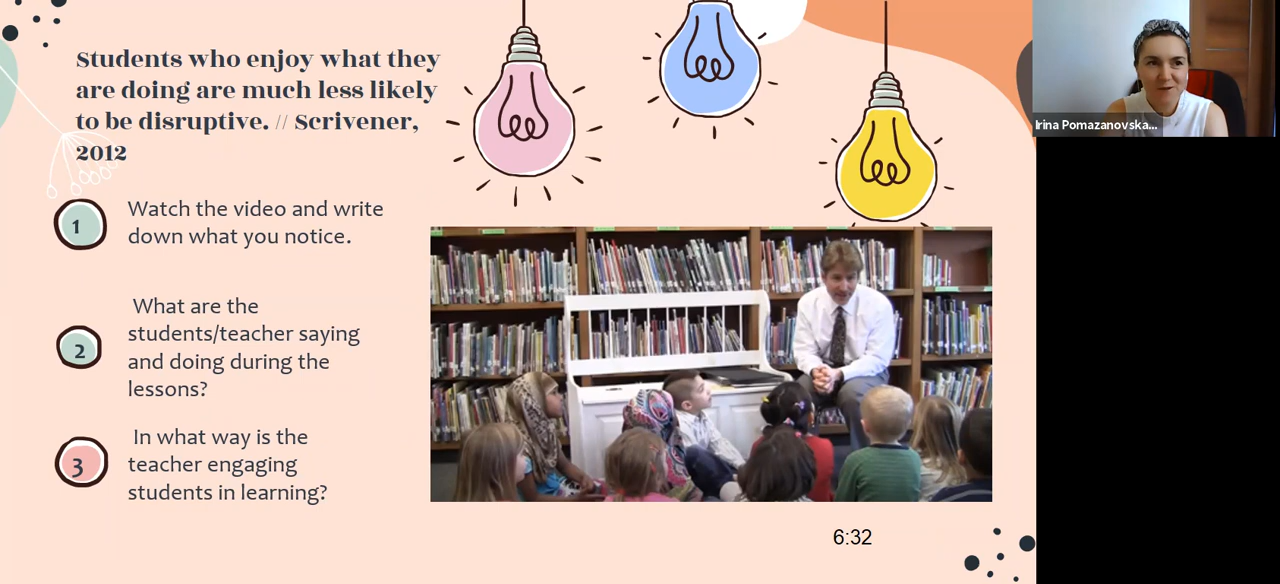 Students who enjoy what they
are doing are much less likely
to be disruptive. // Scrivener,
2012
1
Watch the video and write
down what you notice.
2
What are the
students/teacher saying
and doing during the
lessons?
3
In what way is the
teacher engaging
students in learning?
6:32
Irina Pomazanovska...